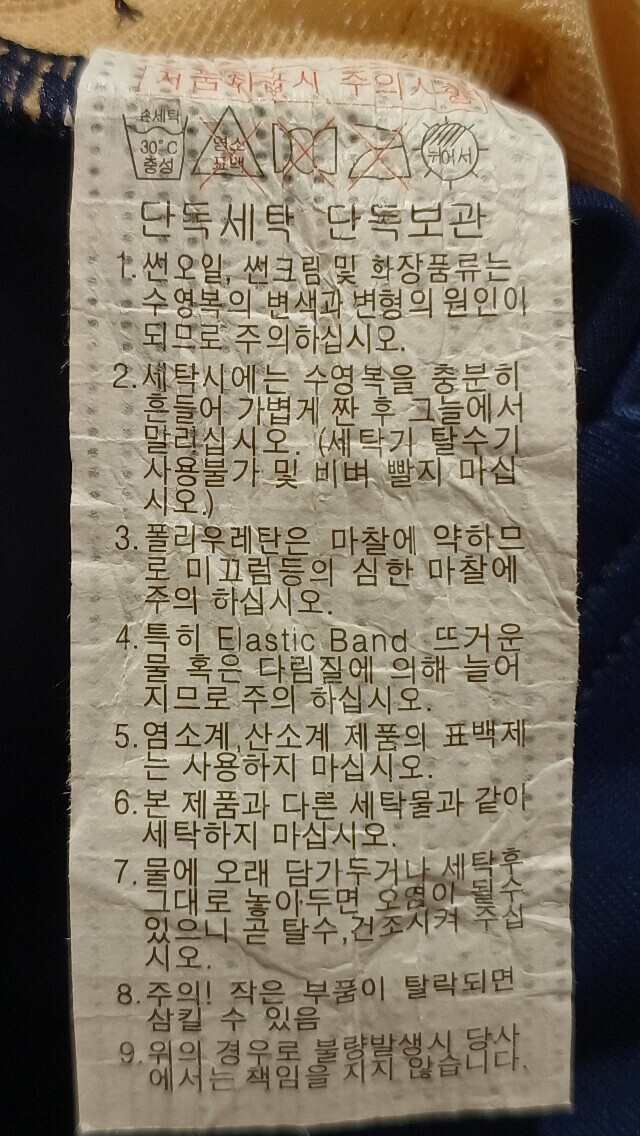 제품취급시 주의사항
손세탁
30°C
중성
염소
표백
뉘어서
단독세탁 단독보관
1. 썬오일, 썬크림 및 화장품류는
수영복의 변색과 변형의 원인이
되므로 주의하십시오.
2. 세탁시에는 수영복을 충분히
흔들어 가볍게 짠 후 그늘에서
말리십시오. (세탁기 탈수기
사용불가 및 비벼 빨지 마십
시오.)
3. 폴리우레탄은 마찰에 약하므
로 미끄럼등의 심한 마찰에
주의 하십시오.
4. 특히 Elastic Band 뜨거운
물 혹은 다림질에 의해 늘어
지므로 주의 하십시오.
5. 염소계,산소계 제품의 표백제
는 사용하지 마십시오.
6. 본 제품과 다른 세탁물과 같이
세탁하지 마십시오.
7. 물에 오래 담가두거나 세탁후
그대로 놓아두면 오염이 될수
있으니 곧 탈수,건조시켜 주십
시오.
8. 주의! 작은 부품이 탈락되면
삼킬 수 있음
9. 위의 경우로 불량발생시 당사
에서는 책임을 지지 않습니다.